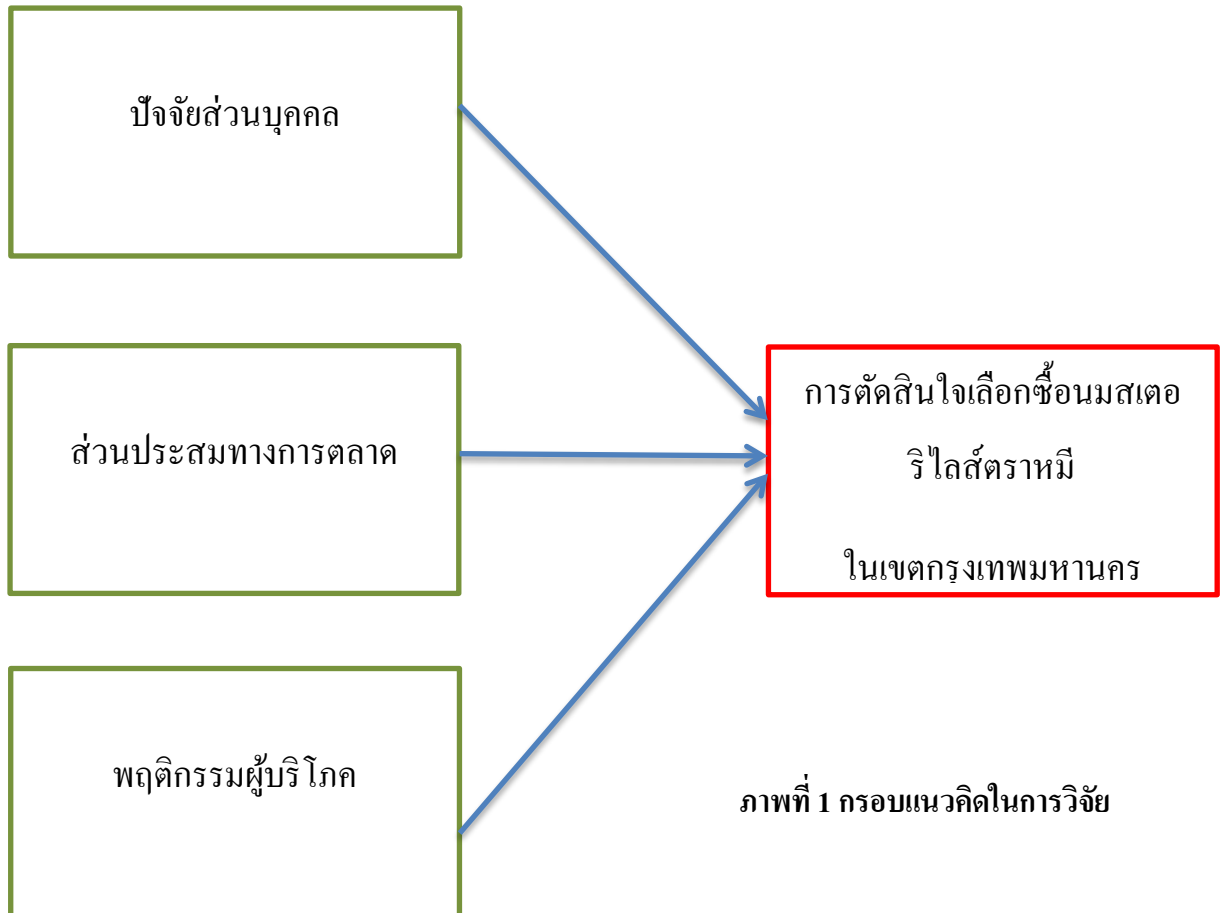 ปัจจัยส่วนบุคคล
ส่วนประสมทางการตลาด
การตัดสินใจเลือกซื้อนมสเตอ
ริไลส์ตราหมี
ในเขตกรุงเทพมหานคร
พฤติกรรมผู้บริโภค
ภาพที่ 1 กรอบแนวคิดในการวิจัย